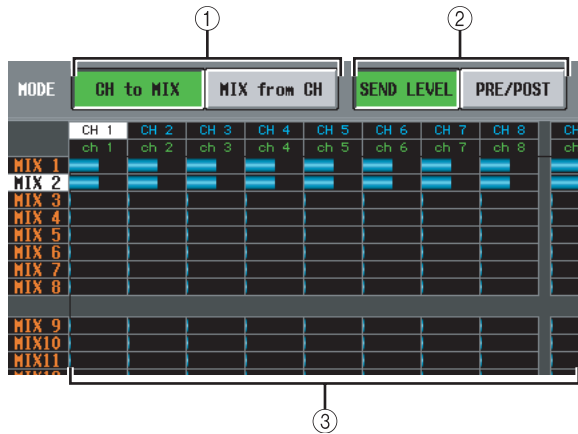 ① ②
MODE CH to MIX MIX from CH SEND LEVEL PRE/POST
CH 1 CH 2 CH 3 CH 4 CH 5 CH 6 CH 7 CH 8 CH
ch 1 ch 2 ch 3 ch 4 ch 5 ch 6 ch 7 ch 8 ch
MIX 1
MIX 2
MIX 3
MIX 4
MIX 5
MIX 6
MIX 7
MIX 8
MIX 9
MIX10
MIX11
③